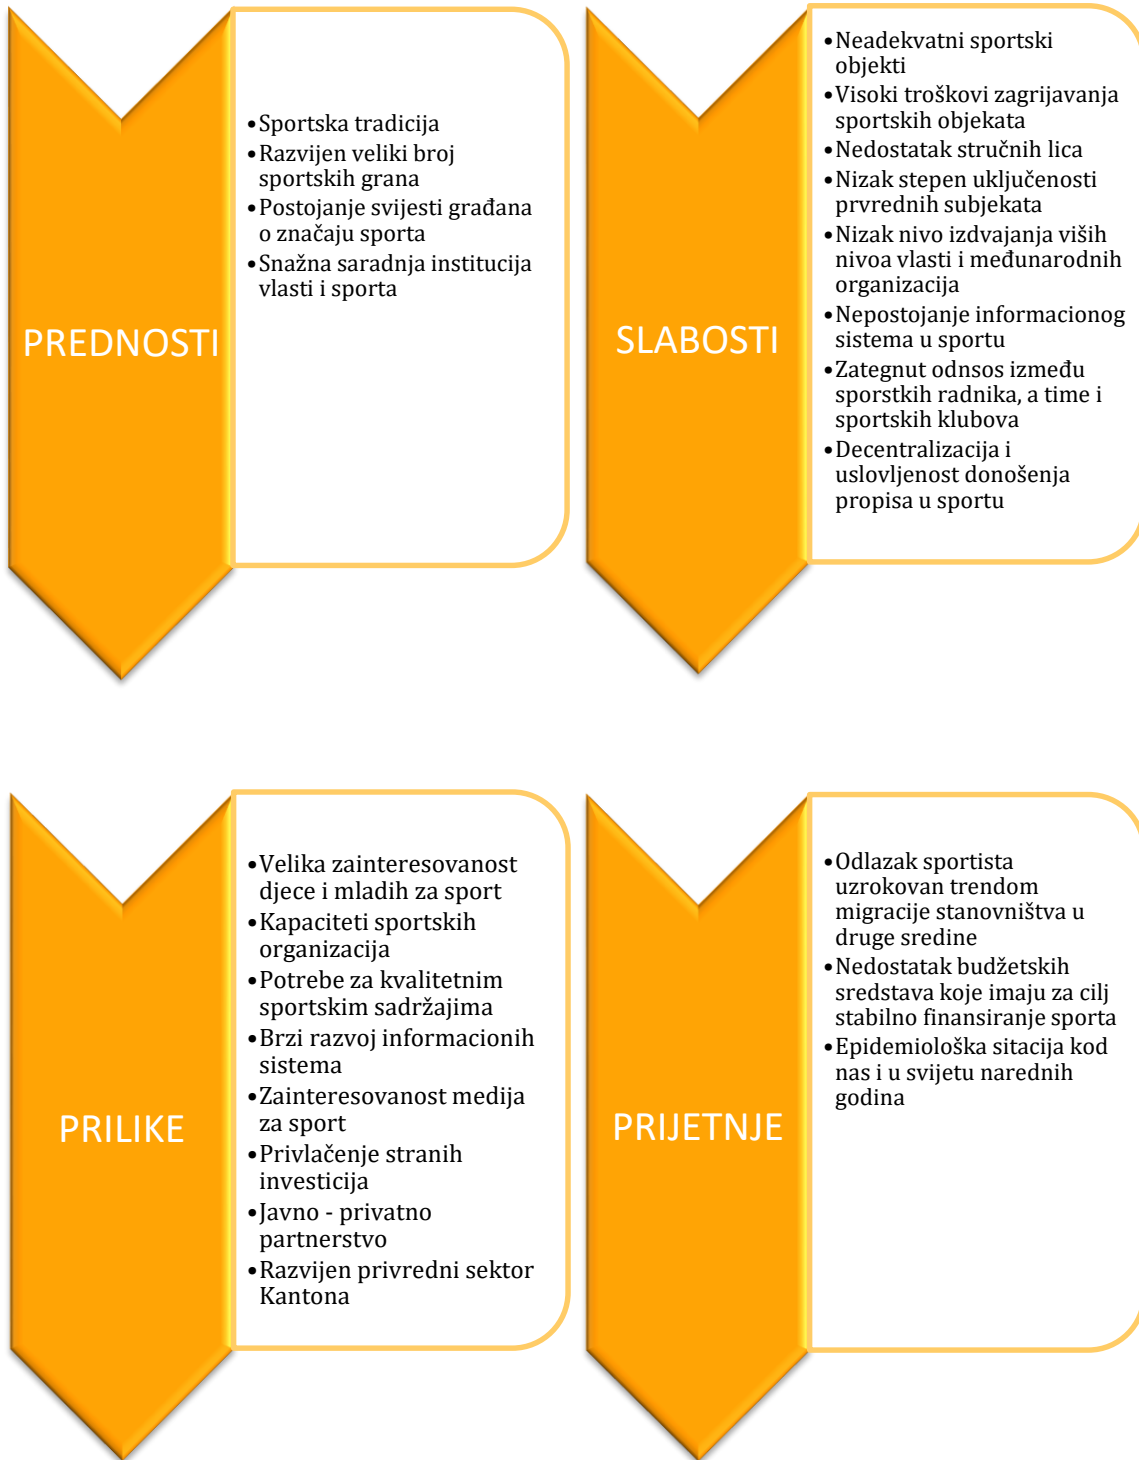 PREDNOSTI
•Sportska tradicija
•Razvijen veliki broj
sportskih grana
•Postojanje svijesti građana
o značaju sporta
•Snažna saradnja institucija
vlasti i sporta
SLABOSTI
•Neadekvatni sportski
objekti
•Visoki troškovi zagrijavanja
sportskih objekata
•Nedostatak stručnih lica
•Nizak stepen uključenosti
prvrednih subjekata
•Nizak nivo izdvajanja viših
nivoa vlasti i međunarodnih
organizacija
•Nepostojanje informacionog
sistema u sportu
•Zategnut odnsos između
sporstkih radnika, a time i
sportskih klubova
•Decentralizacija i
uslovljenost donošenja
propisa u sportu
PRILIKE
•Velika zainteresovanost
djece i mladih za sport
•Kapaciteti sportskih
organizacija
•Potrebe za kvalitetnim
sportskim sadržajima
•Brzi razvoj informacionih
sistema
•Zainteresovanost medija
za sport
•Privlačenje stranih
investicija
•Javno - privatno
partnerstvo
•Razvijen privredni sektor
Kantona
PRIJETNJE
•Odlazak sportista
uzrokovan trendom
migracije stanovništva u
druge sredine
•Nedostatak budžetskih
sredstava koje imaju za cilj
stabilno finansiranje sporta
•Epidemiološka sitacija kod
nas i u svijetu narednih
godina